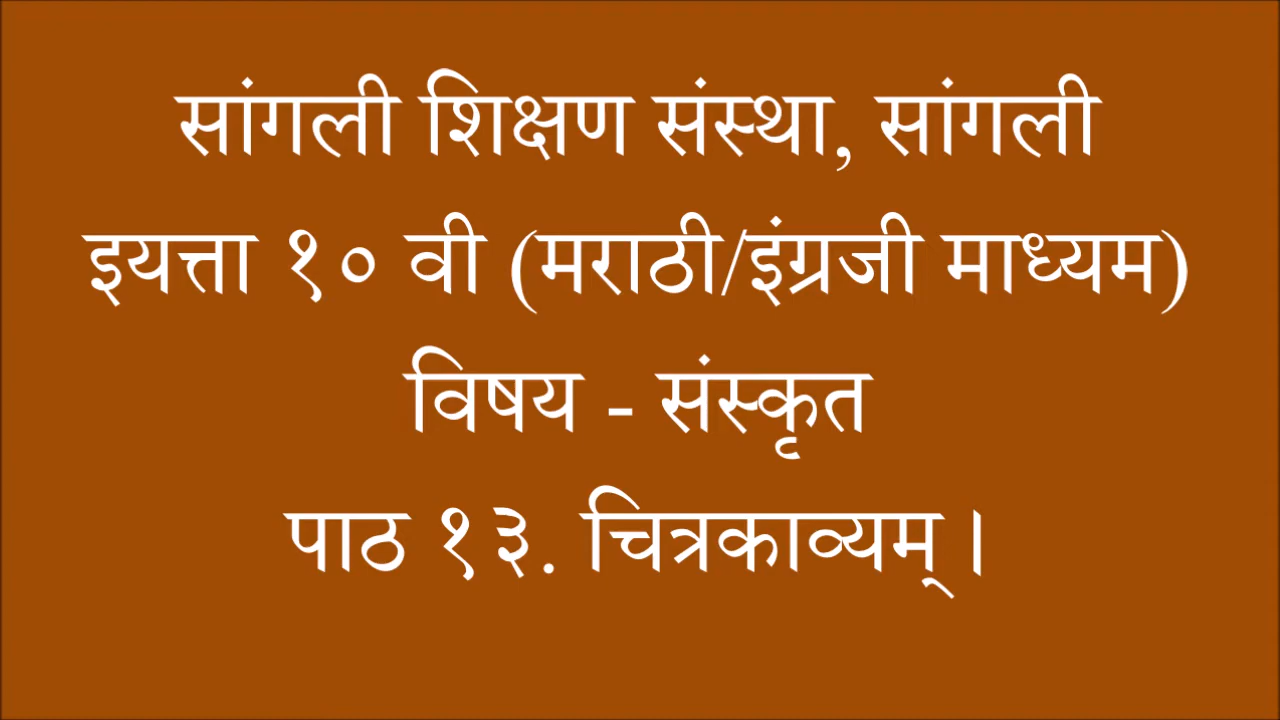 सांगली शिक्षण संस्था, सांगली
इयत्ता १० वी (मराठी/इंग्रजी माध्यम)
विषय - संस्कृत
पाठ १३. चित्रकाव्यम् ।